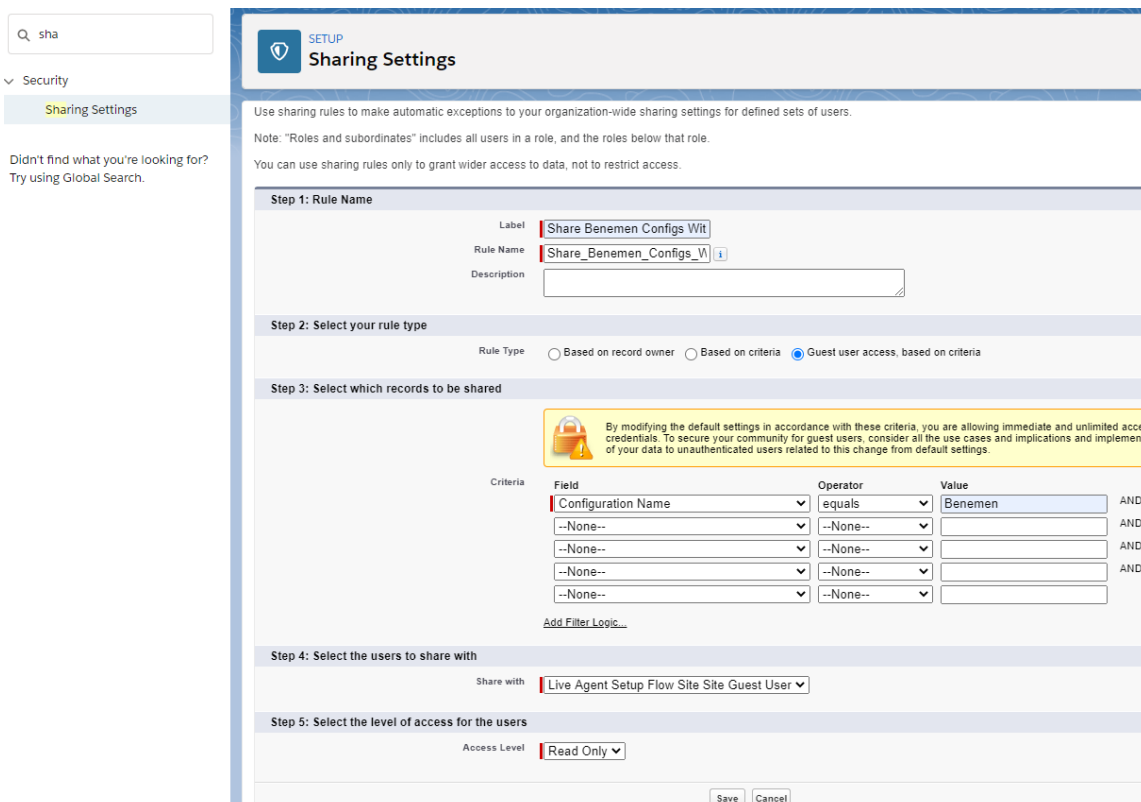 sha
Security
Sharing Settings
Didn't find what you're looking for?
Try using Global Search.
SETUP
Sharing Settings
Use sharing rules to make automatic exceptions to your organization-wide sharing settings for defined sets of users.
Note: "Roles and subordinates" includes all users in a role, and the roles below that role.
You can use sharing rules only to grant wider access to data, not to restrict access.
Step 1: Rule Name
Label Share Benemen Configs Wit
Rule Name Share_Benemen_Configs_W i
Description
Step 2: Select your rule type
Rule Type Based on record owner Based on criteria Guest user access, based on criteria
Step 3: Select which records to be shared
By modifying the default settings in accordance with these criteria, you are allowing immediate and unlimited acce
credentials. To secure your community for guest users, consider all the use cases and implications and implemen
of your data to unauthenticated users related to this change from default settings.
Criteria Field Operator Value
Configuration Name equals Benemen AND
--None-- --None-- AND
--None-- --None-- AND
--None-- --None-- AND
--None-- --None--
Add Filter Logic...
Step 4: Select the users to share with
Share with Live Agent Setup Flow Site Site Guest User
Step 5: Select the level of access for the users
Access Level Read Only
Save Cancel